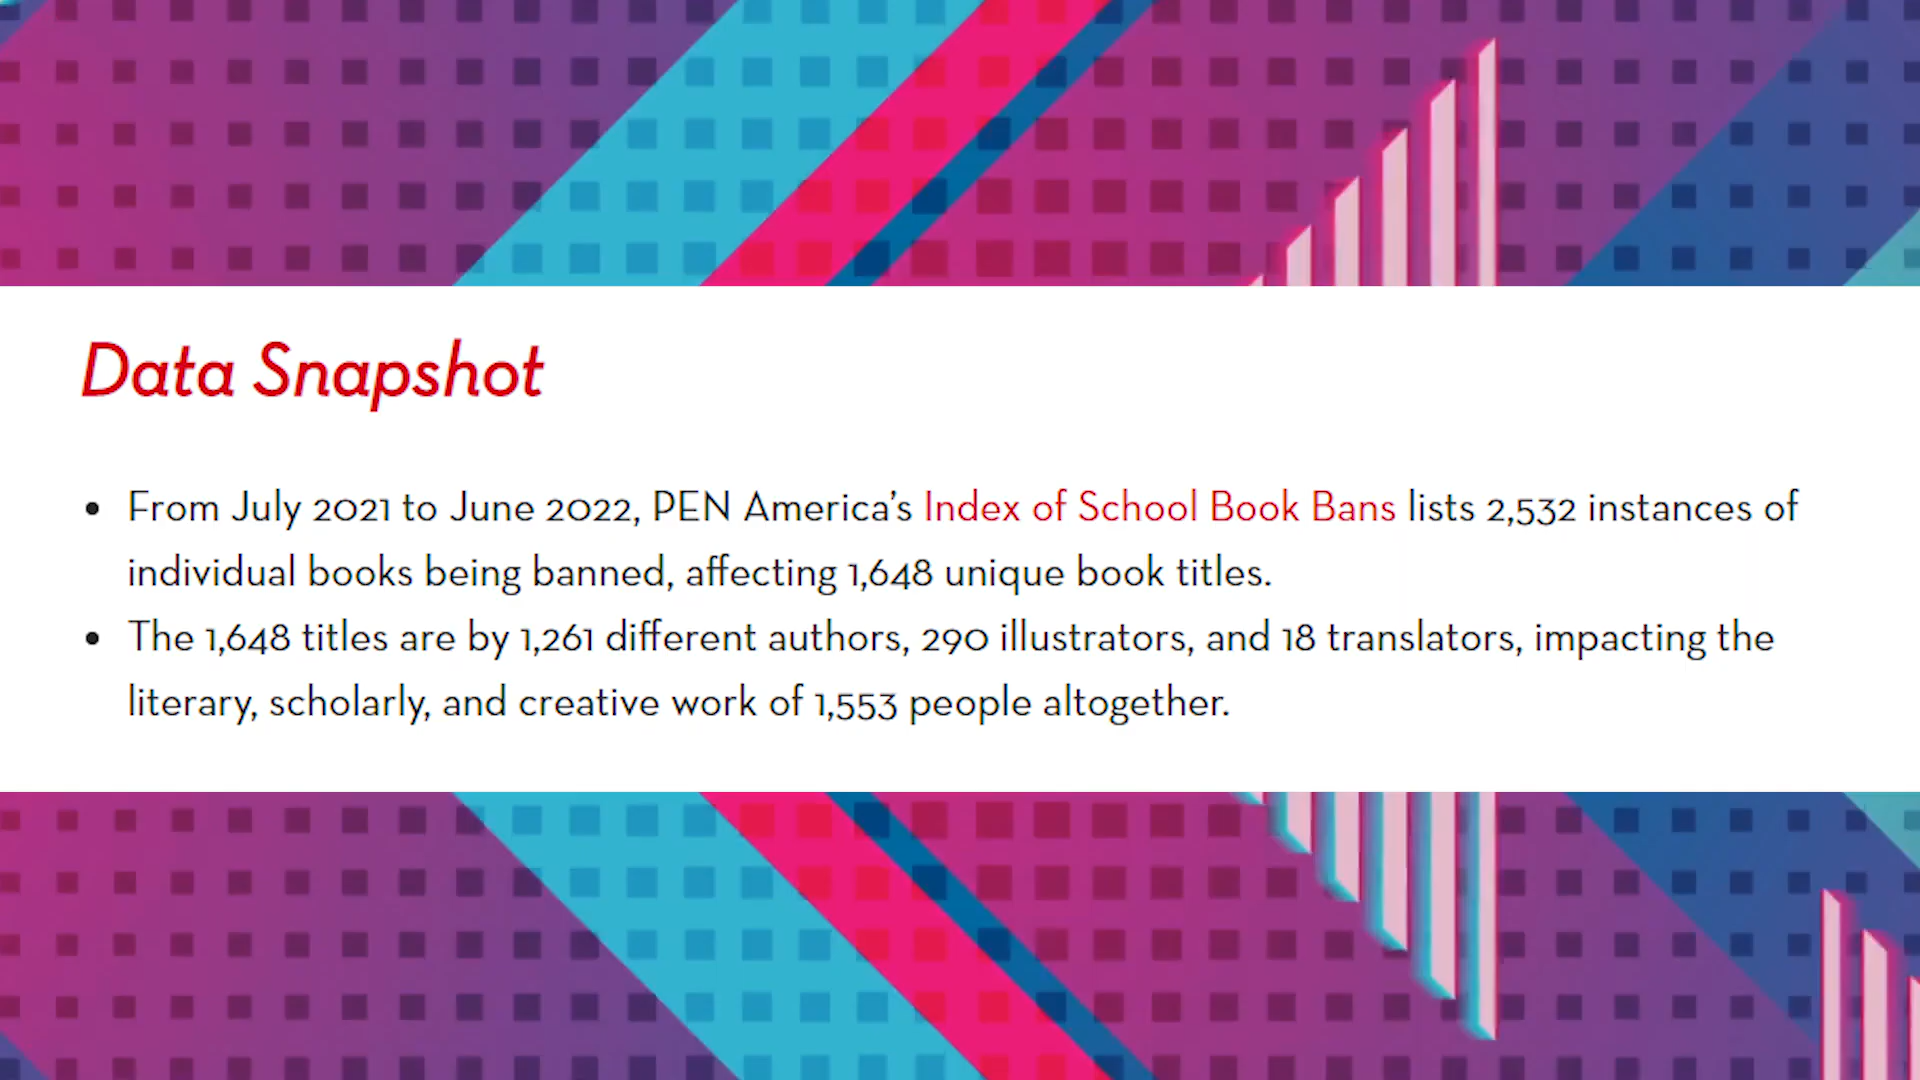 Data Snapshot
• From July 2021 to June 2022, PEN America’s Index of School Book Bans lists 2,532 instances of
individual books being banned, affecting 1,648 unique book titles.
• The 1,648 titles are by 1,261 different authors, 290 illustrators, and 18 translators, impacting the
literary, scholarly, and creative work of 1,553 people altogether.